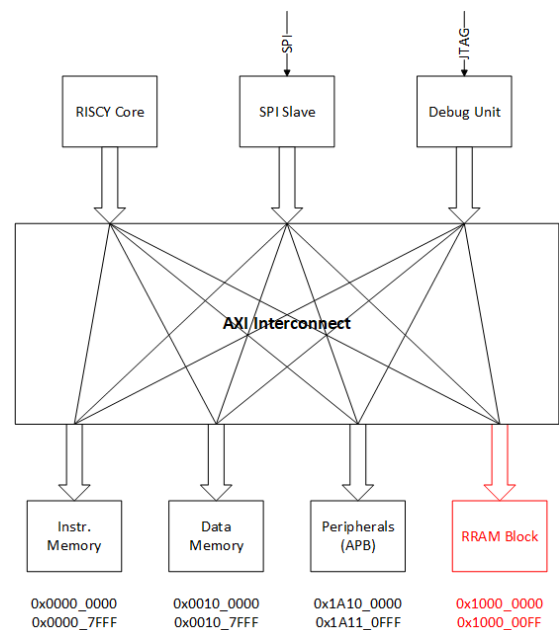 SPI
JTAG
RISCY Core
SPI Slave
Debug Unit
AXI Interconnect
Instr.
Memory
Data
Memory
Peripherals
(APB)
RRAM Block
0x0000_0000
0x0000_7FFF
0x0010_0000
0x0010_7FFF
0x1A10_0000
0x1A11_0FFF
0x1000_0000
0x1000_00FF